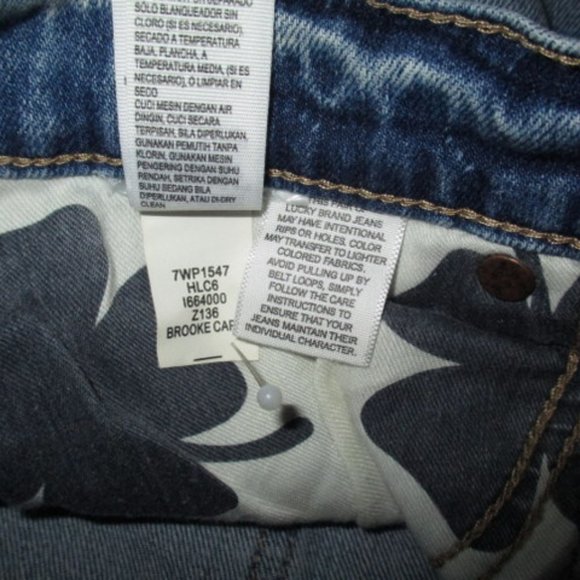 SOLO BLANQUEADOR SIN
CLORO (SI ES NECESARIO),
SECADO A TEMPERATURA
BAJA, PLANCHA, A
TEMPERATURA MEDIA, (SI ES
NECESARIO), O LIMPIAR EN
SECO
CUCI MESIN DENGAN AIR
DINGIN, CUCI SECARA
TERPISAH, BILA DIPERLUKAN,
GUNAKAN PEMUTIH TANPA
KLORIN, GUNAKAN MESIN
PENGERING DENGAN SUHU
RENDAH, SETRIKA DENGAN
SUHU SEDANG BILA
DIPERLUKAN, ATAU DI-DRY
CLEAN
7WP1547
HLC6
I664000
Z136
BROOKE
THIS PAIR
LUCKY BRAND JEANS
MAY HAVE INTENTIONAL
RIPS OR HOLES, COLOR
MAY TRANSFER TO LIGHTER
COLORED FABRICS.
AVOID PULLING UP BY
BELT LOOPS, SIMPLY
FOLLOW THE CARE
INSTRUCTIONS TO
ENSURE THAT YOUR
JEANS MAINTAIN THEIR
INDIVIDUAL CHARACTER.